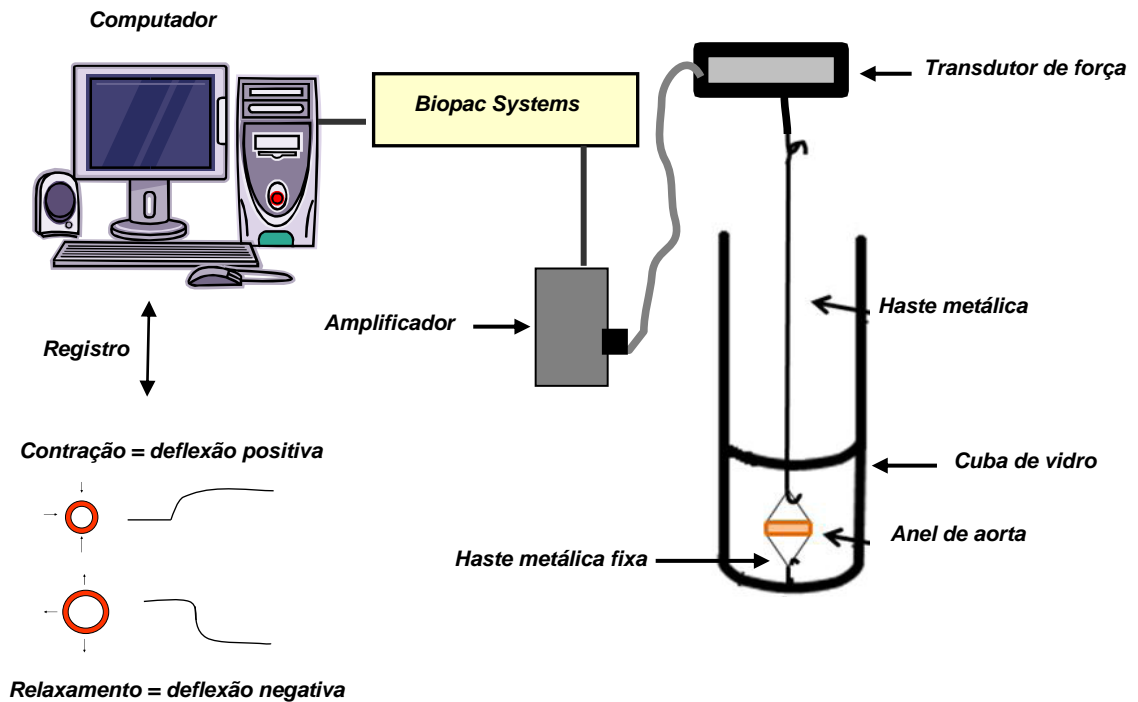 Computador
Biopac Systems
Transdutor de força
Amplificador
Haste metálica
Registro
Contração = deflexão positiva
Cuba de vidro
Anel de aorta
Haste metálica fixa
Relaxamento = deflexão negativa